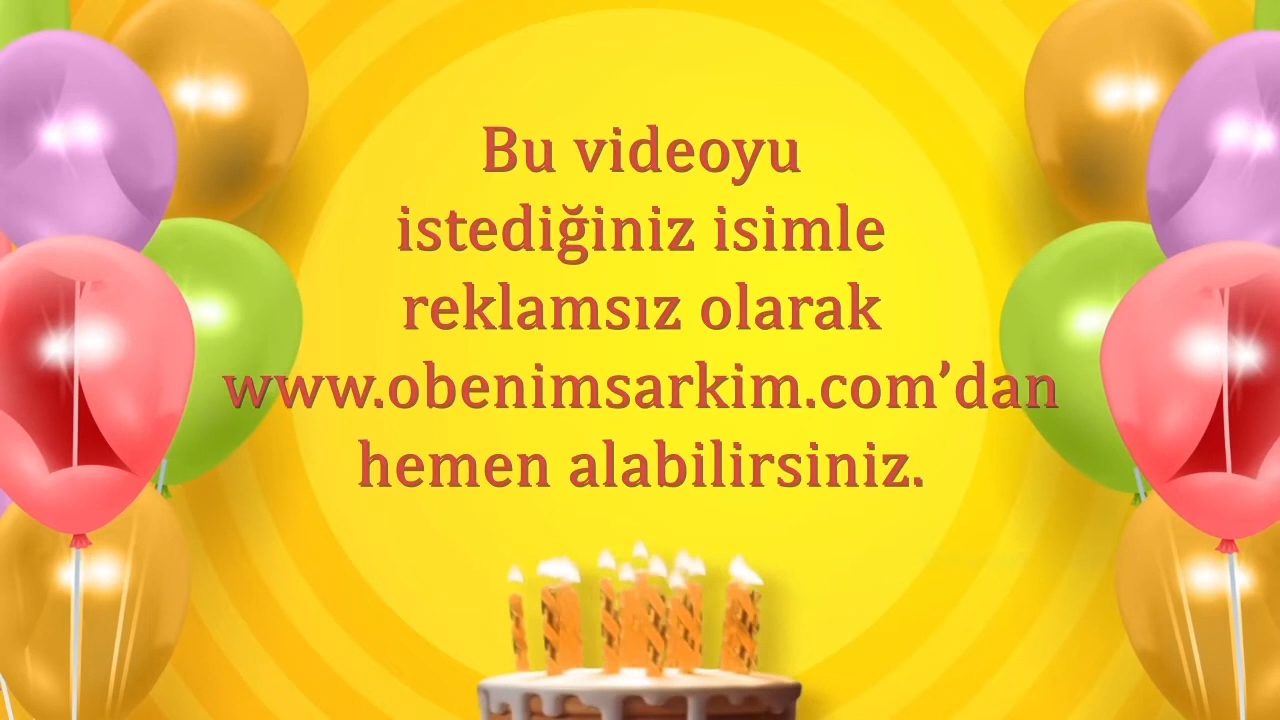 Bu videoyu
istediğiniz isimle
reklamsız olarak
www.obenimsarkim.com’dan
hemen alabilirsiniz.